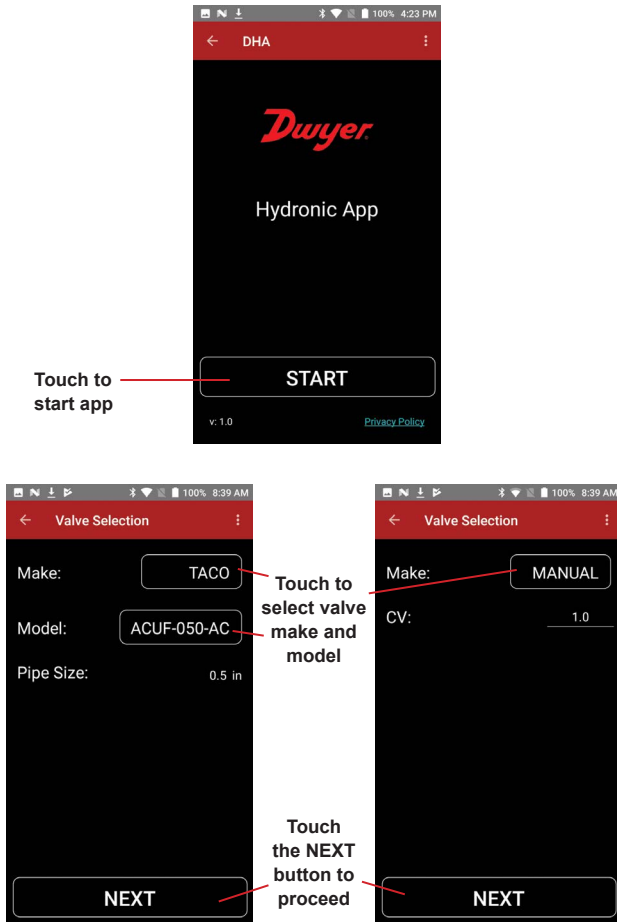 100% 4:23 PM
DHA
Dwyer
Hydronic App
Touch to
start app
START
v: 1.0
Privacy Policy
100% 8:39 AM
Valve Selection
Make:
TACO
Model:
ACUF-050-AC
Pipe Size:
0.5 in
NEXT
Touch to
select valve
make and
model
Touch
the NEXT
button to
proceed
100% 8:39 AM
Valve Selection
Make:
MANUAL
CV:
1.0
NEXT